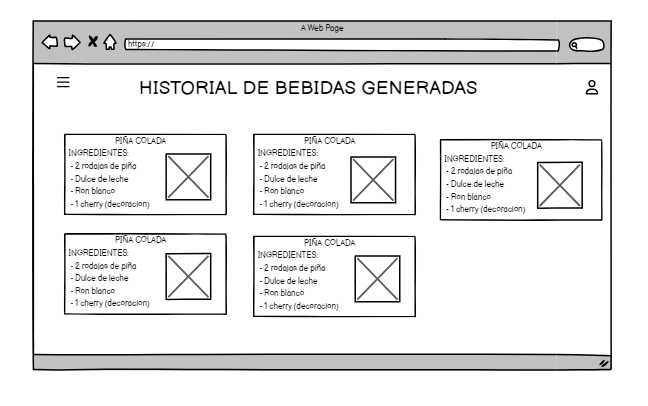 A Web Page
https://
HISTORIAL DE BEBIDAS GENERADAS
PIÑA COLADA
INGREDIENTES:
- 2 rodajas de piña
- Dulce de leche
- Ron blanco
- 1 cherry (decoracion)
PIÑA COLADA
INGREDIENTES:
- 2 rodajas de piña
- Dulce de leche
- Ron blanco
- 1 cherry (decoracion)
PIÑA COLADA
INGREDIENTES:
- 2 rodajas de piña
- Dulce de leche
- Ron blanco
- 1 cherry (decoracion)
PIÑA COLADA
INGREDIENTES:
- 2 rodajas de piña
- Dulce de leche
- Ron blanco
- 1 cherry (decoracion)
PIÑA COLADA
INGREDIENTES:
- 2 rodajas de piña
- Dulce de leche
- Ron blanco
- 1 cherry (decoracion)